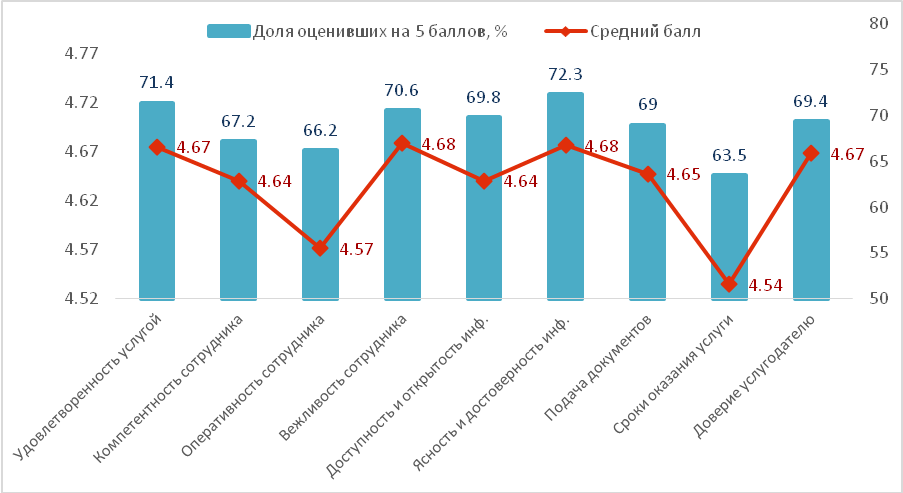 Доля оценивших на 5 баллов, %
Средний балл
4.77
4.72
4.67
4.62
4.57
4.52
80
75
70
65
60
55
50
71.4
67.2
66.2
70.6
69.8
72.3
69
63.5
69.4
4.67
4.64
4.57
4.68
4.64
4.68
4.65
4.54
4.67
Удовлетворенность услугой
Компетентность сотрудника
Оперативность сотрудника
Вежливость сотрудника
Доступность и открытость инф.
Ясность и достоверность инф.
Подача документов
Сроки оказания услуги
Доверие услугодателю